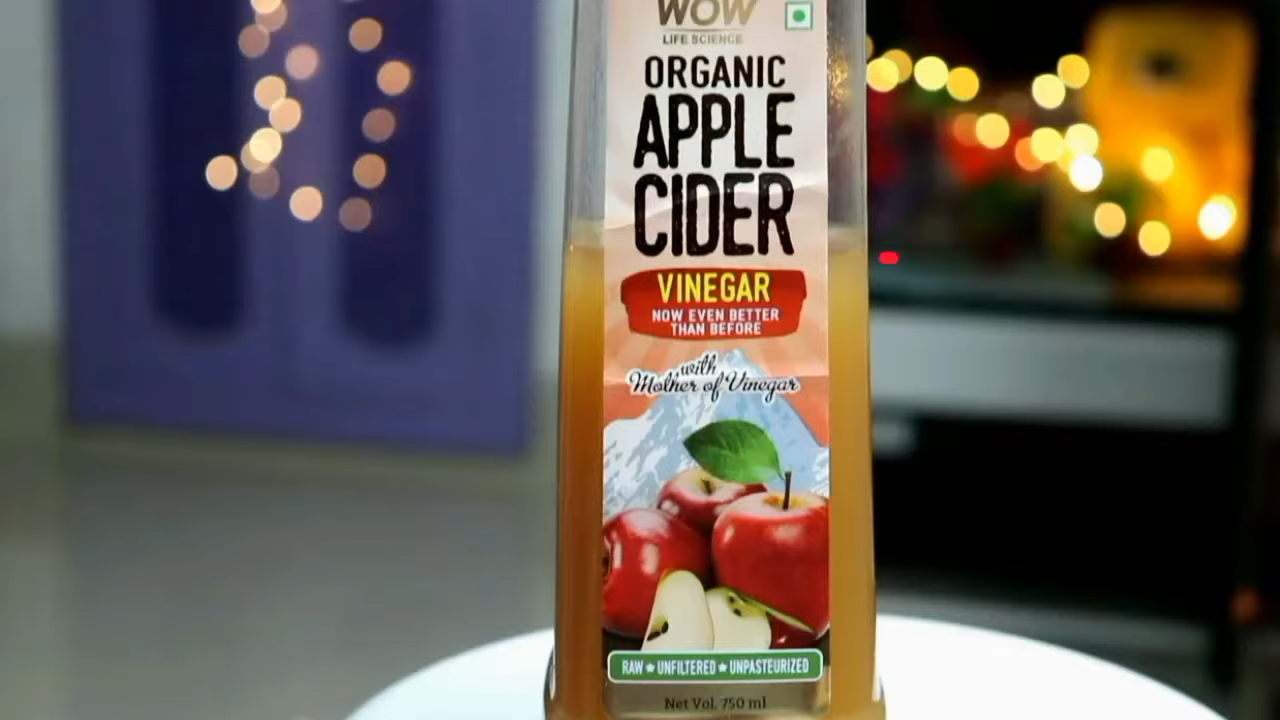 WOW
LIFE SCIENCE
ORGANIC
APPLE
CIDER
VINEGAR
NOW EVEN BETTER
THAN BEFORE
with
Mother of Vinegar
RAW ★ UNFILTERED ★ UNPASTEURIZED
Net Vol. 750 ml